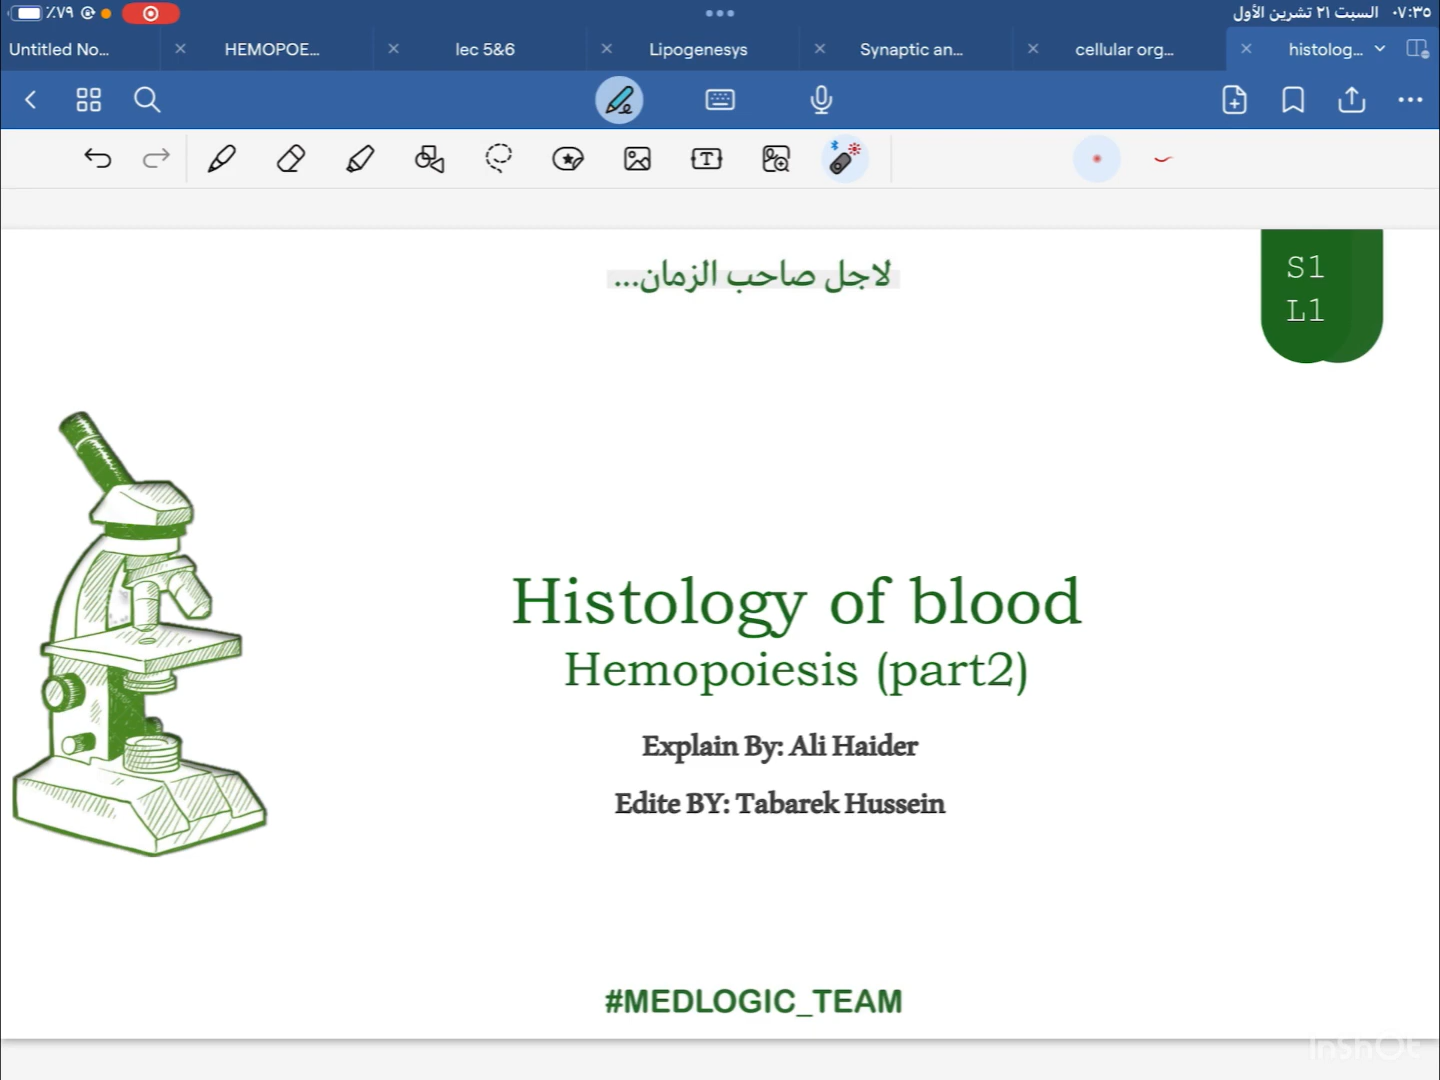 ٪٧٩
السبت ٢١ تشرين الأول ٠٧:٣٥
Untitled No...
HEMOPOE...
lec 5&6
Lipogenesys
Synaptic an...
cellular org...
histolog...
لاجل صاحب الزمان...
S1
L1
Histology of blood
Hemopoiesis (part2)
Explain By: Ali Haider
Edite BY: Tabarek Hussein
#MEDLOGIC_TEAM
InShOt